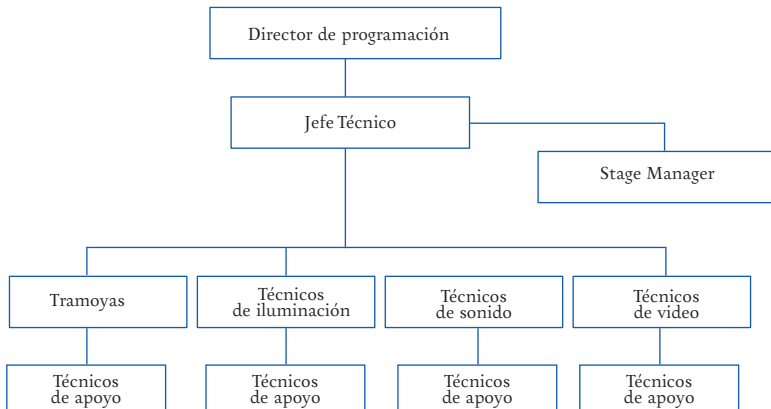 Director de programación
Jefe Técnico
Stage Manager
Tramoyas
Técnicos
de iluminación
Técnicos
de sonido
Técnicos
de video
Técnicos
de apoyo
Técnicos
de apoyo
Técnicos
de apoyo
Técnicos
de apoyo